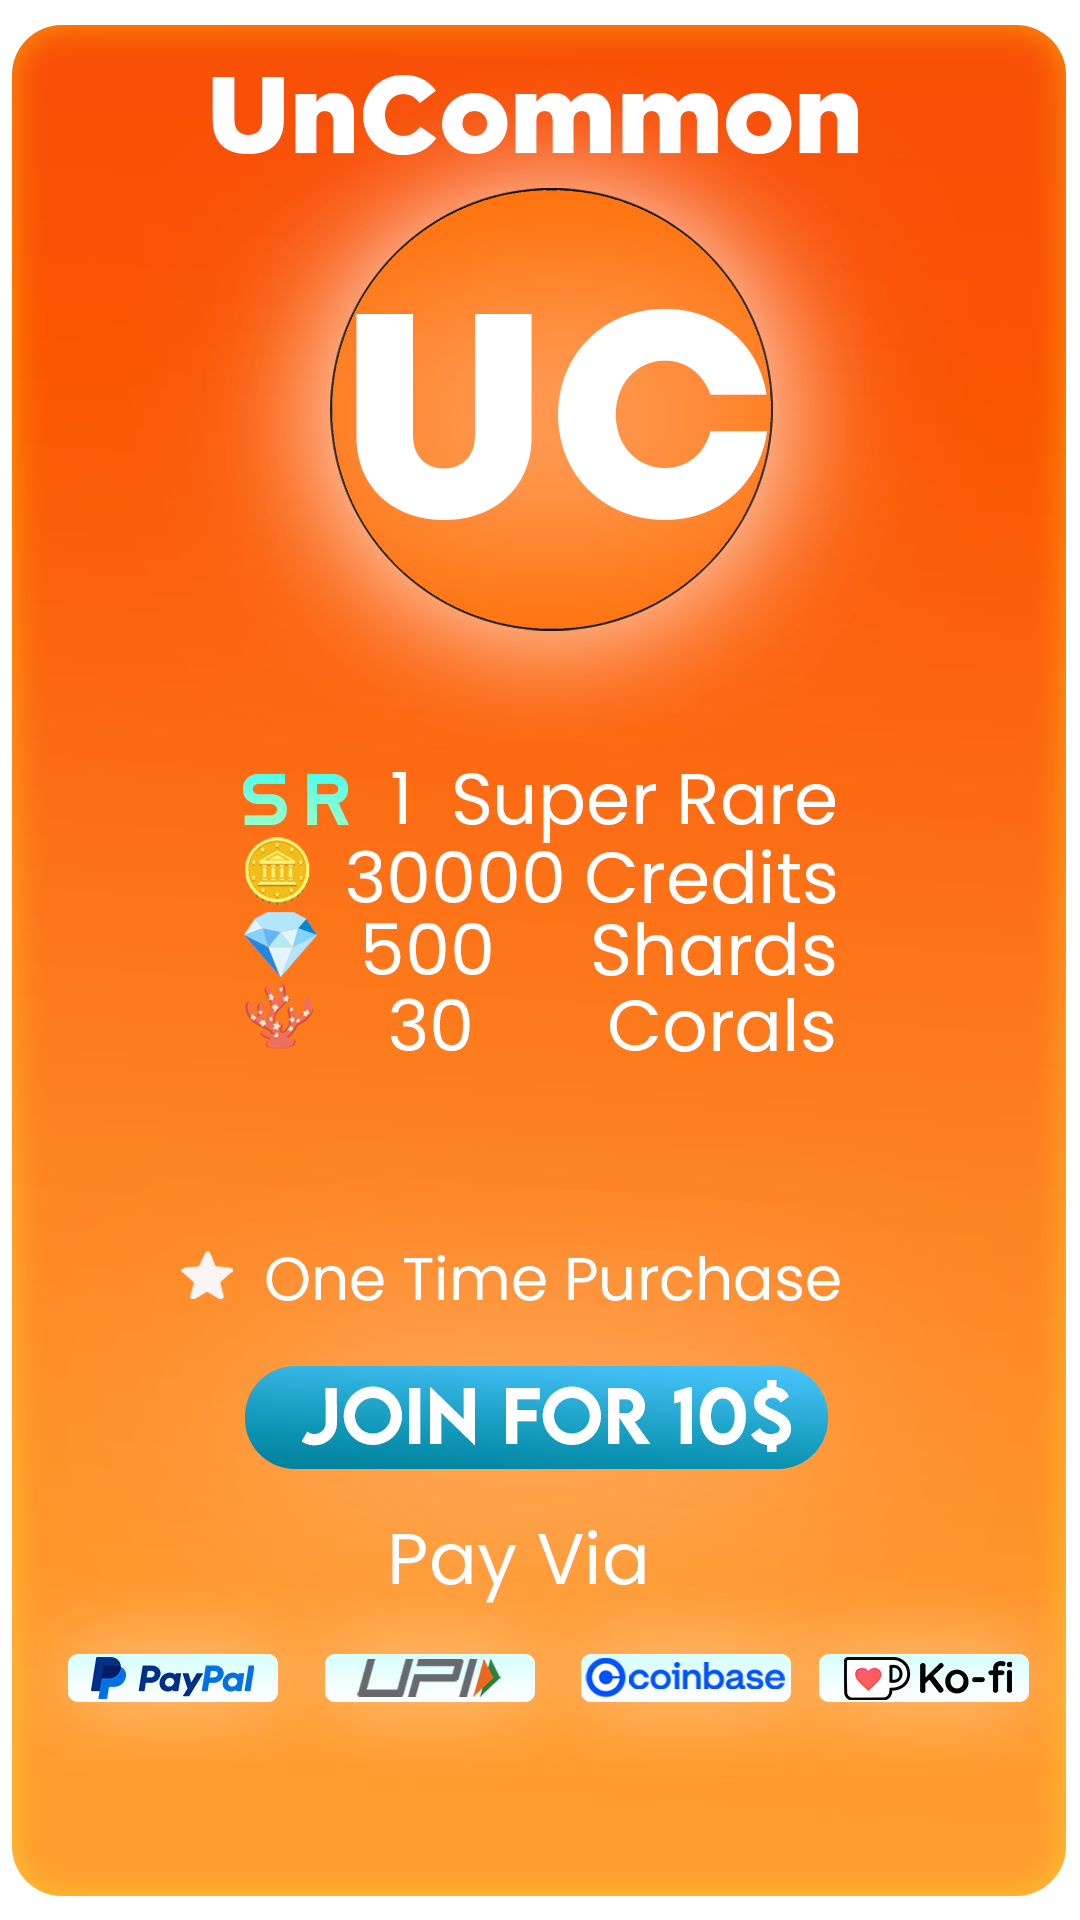 UnCommon
UC
SR 1 Super Rare
30000 Credits
500 Shards
30 Corals
One Time Purchase
JOIN FOR 10$
Pay Via
PayPal UPI coinbase Ko-fi